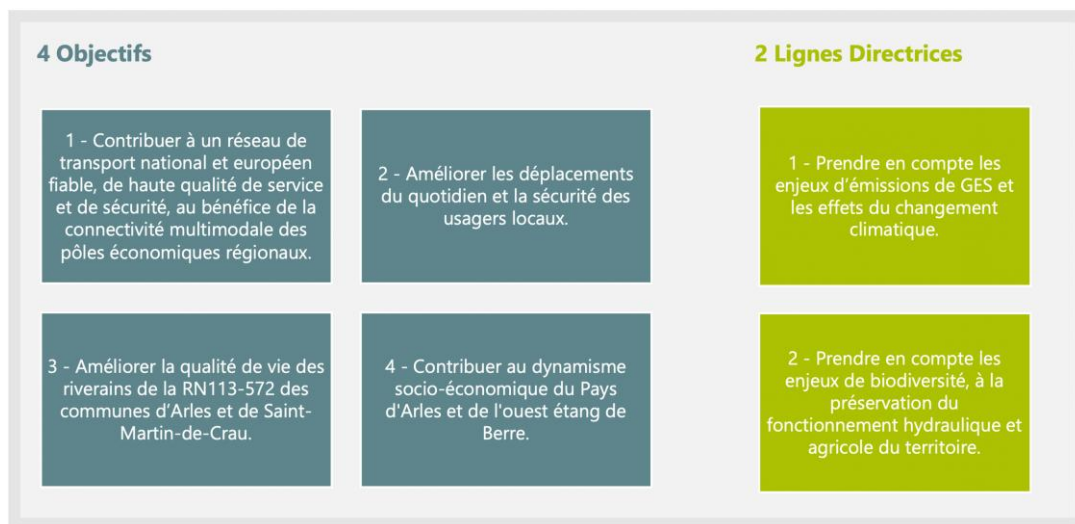 4 Objectifs
2 Lignes Directrices
1 - Contribuer à un réseau de
transport national et européen
fiable, de haute qualité de service
et de sécurité, au bénéfice de la
connectivité multimodale des
pôles économiques régionaux.
2 - Améliorer les déplacements
du quotidien et la sécurité des
usagers locaux.
1 - Prendre en compte les
enjeux d'émissions de GES et
les effets du changement
climatique.
3 - Améliorer la qualité de vie des
riverains de la RN113-572 des
communes d'Arles et de Saint-
Martin-de-Crau.
4 - Contribuer au dynamisme
socio-économique du Pays
d'Arles et de l'ouest étang de
Berre.
2 - Prendre en compte les
enjeux de biodiversité, à la
préservation du
fonctionnement hydraulique et
agricole du territoire.